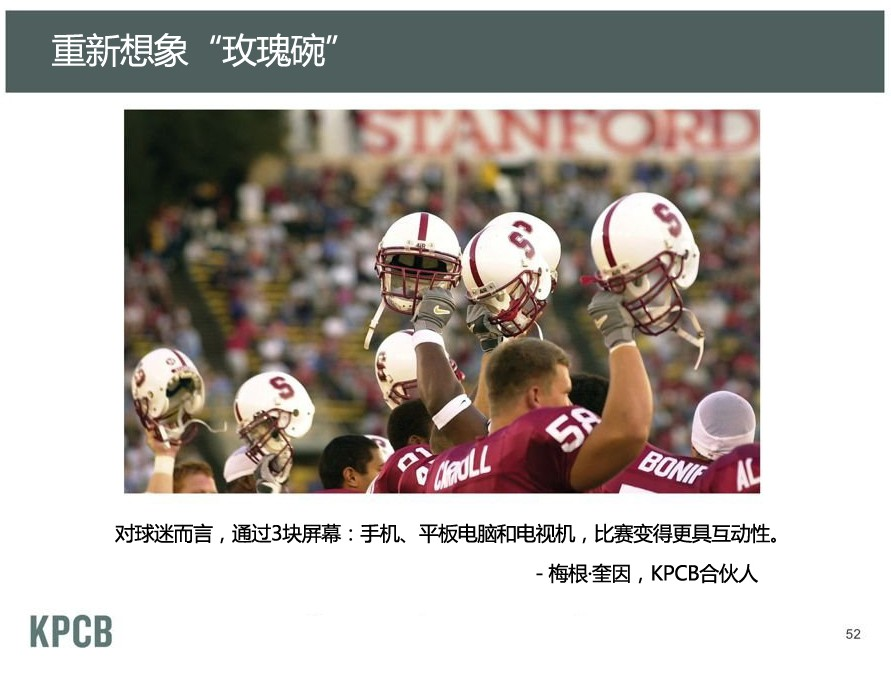 重新想象“玫瑰碗”
STANFORD
S S S
S S
58
91
CARROLL
BONIF
AL
对球迷而言，通过3块屏幕：手机、平板电脑和电视机，比赛变得更具互动性。
- 梅根·奎因，KPCB合伙人
KPCB
52